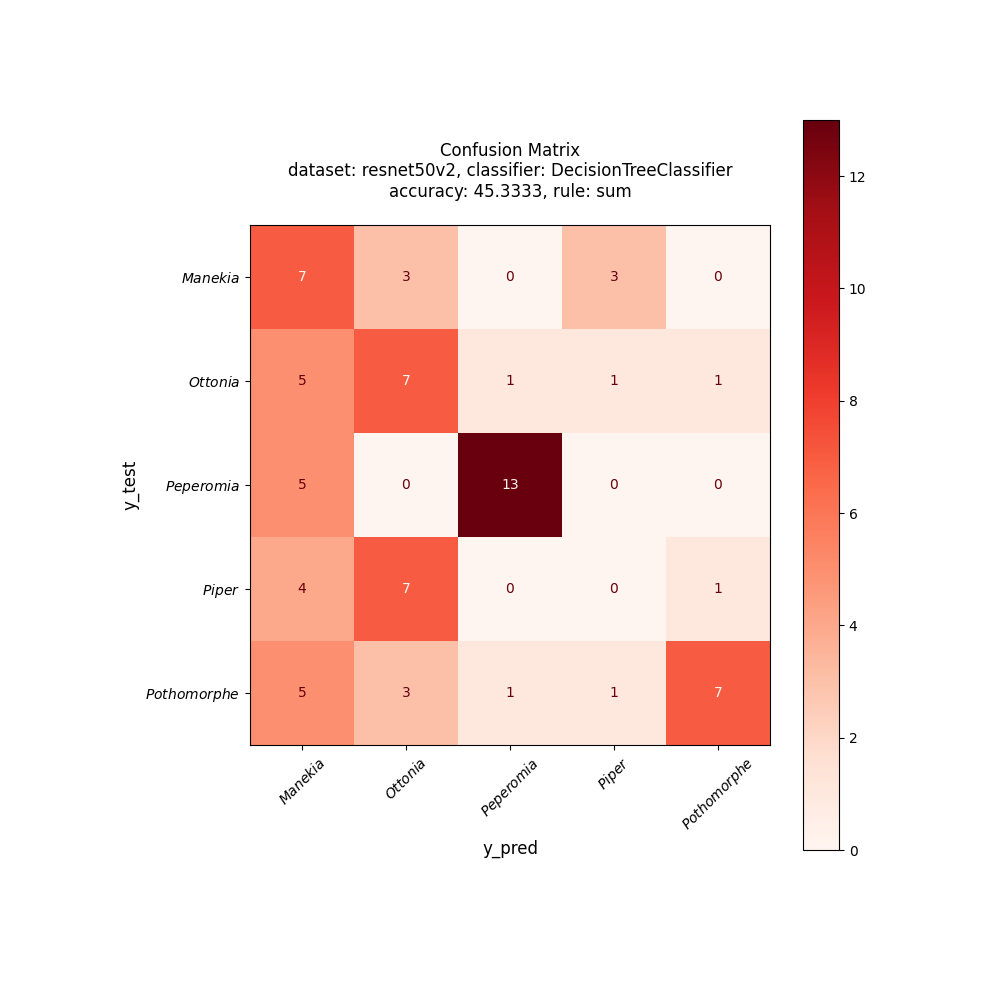 Confusion Matrix
dataset: resnet50v2, classifier: DecisionTreeClassifier
accuracy: 45.3333, rule: sum
y_test
Manekia 7 3 0 3 0
Ottonia 5 7 1 1 1
Peperomia 5 0 13 0 0
Piper 4 7 0 0 1
Pothomorphe 5 3 1 1 7
Manekia Ottonia Peperomia Piper Pothomorphe
y_pred
12
10
8
6
4
2
0